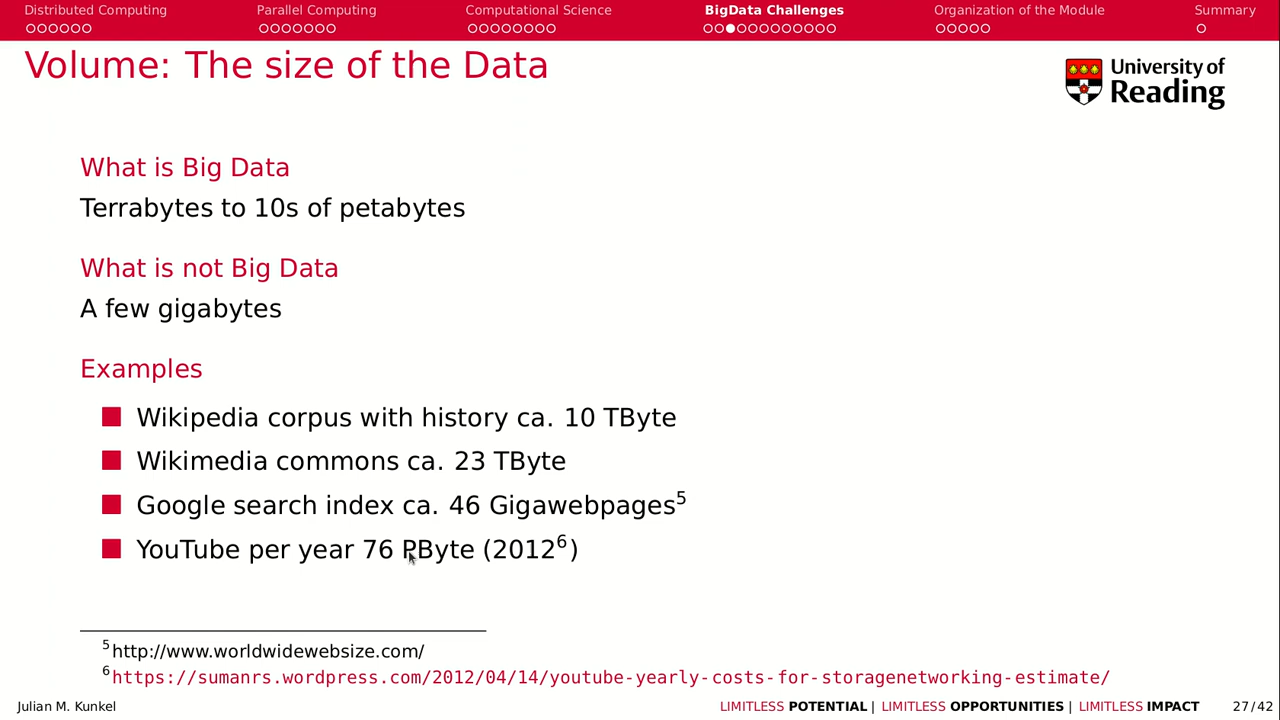 Distributed Computing Parallel Computing Computational Science BigData Challenges Organization of the Module Summary
Volume: The size of the Data
University of
Reading
What is Big Data
Terrabytes to 10s of petabytes
What is not Big Data
A few gigabytes
Examples
Wikipedia corpus with history ca. 10 TByte
Wikimedia commons ca. 23 TByte
Google search index ca. 46 Gigawebpages5
YouTube per year 76 PByte (20126)
5http://www.worldwidewebsize.com/
6https://sumanrs.wordpress.com/2012/04/14/youtube-yearly-costs-for-storagenetworking-estimate/
Julian M. Kunkel LIMITLESS POTENTIAL | LIMITLESS OPPORTUNITIES | LIMITLESS IMPACT 27/42